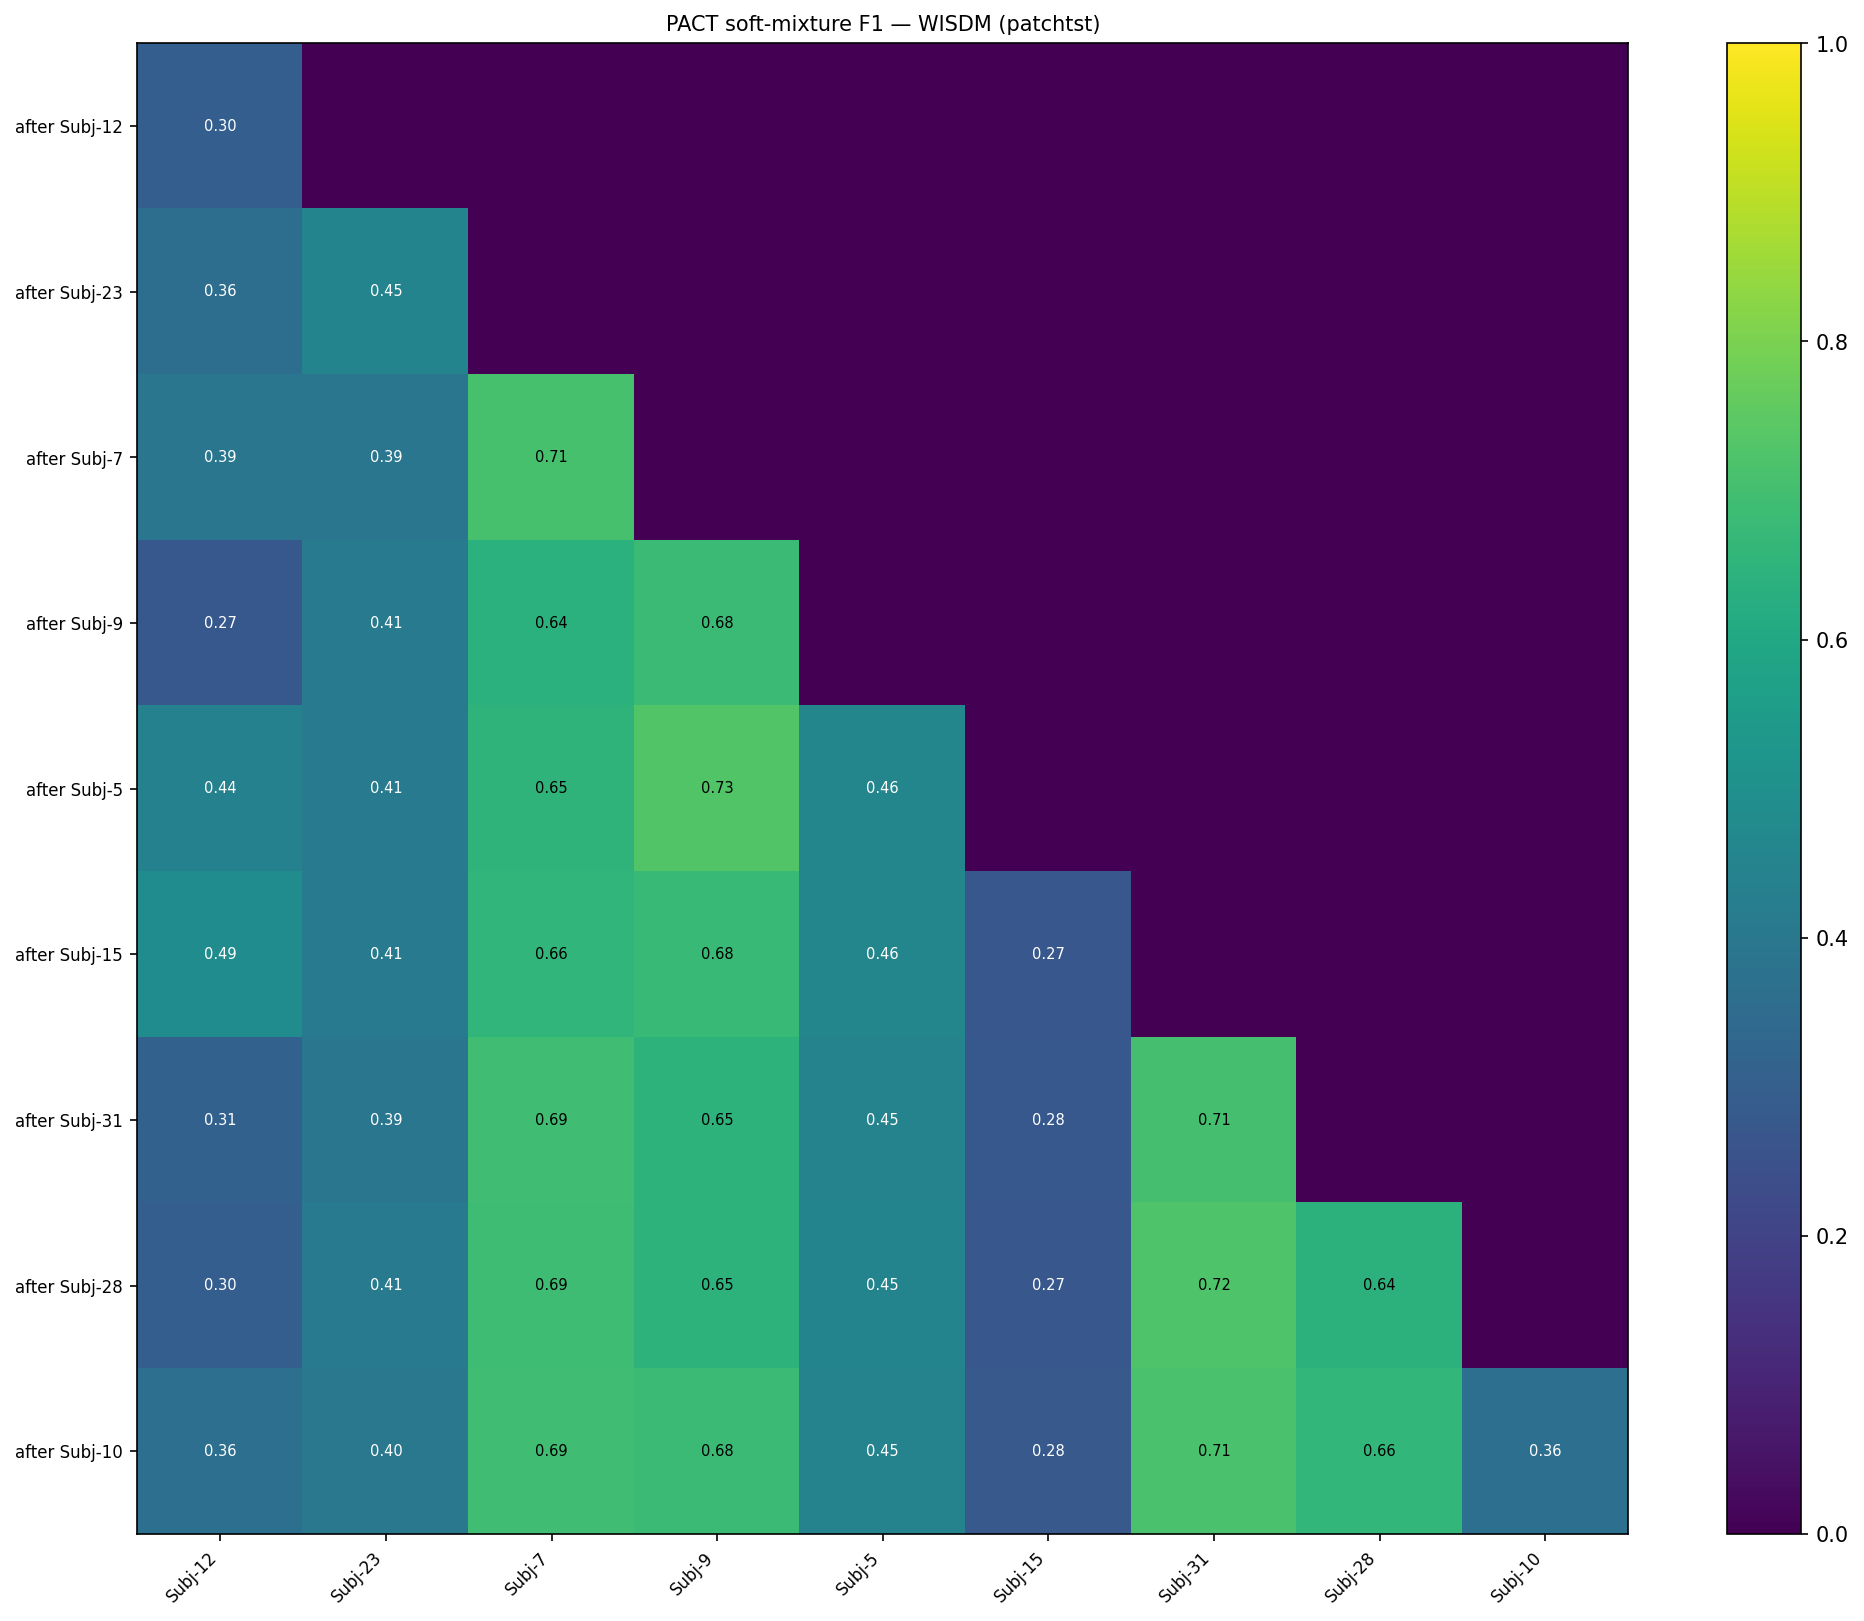 PACT soft-mixture F1 — WISDM (patchtst)
1.0
after Subj-12 0.30
after Subj-23 0.36 0.45
0.8
after Subj-7 0.39 0.39 0.71
after Subj-9 0.27 0.41 0.64 0.68
0.6
after Subj-5 0.44 0.41 0.65 0.73 0.46
0.4
after Subj-15 0.49 0.41 0.66 0.68 0.46 0.27
after Subj-31 0.31 0.39 0.69 0.65 0.45 0.28 0.71
0.2
after Subj-28 0.30 0.41 0.69 0.65 0.45 0.27 0.72 0.64
after Subj-10 0.36 0.40 0.69 0.68 0.45 0.28 0.71 0.66 0.36
0.0
Subj-12 Subj-23 Subj-7 Subj-9 Subj-5 Subj-15 Subj-31 Subj-28 Subj-10